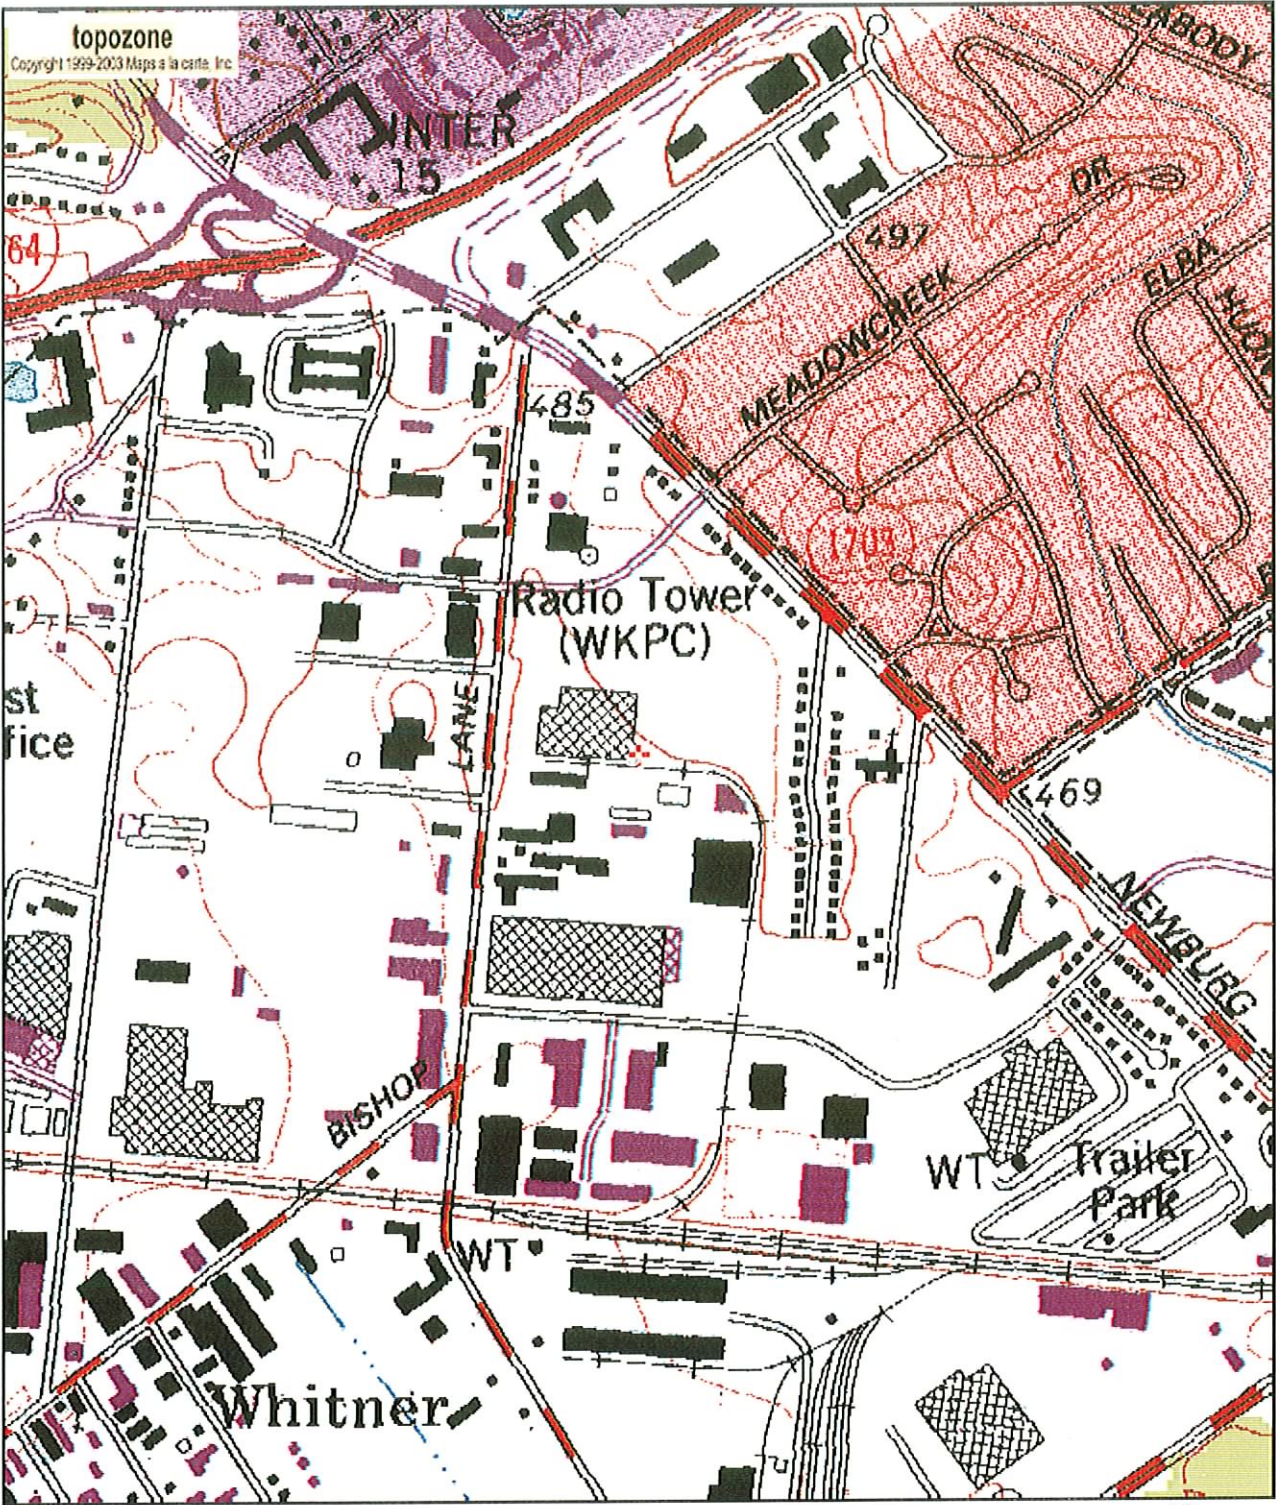 topozone
Copyright 1999-2003 Maps a la carte, Inc
INTER
15
64
DR
497
MEADOWCREEK
ELBA
485
1703
Radio Tower
(WKPC)
st
fice
LANE
469
NEWBURG
BISHOP
WT
Trailer
Park
WT
Whitner